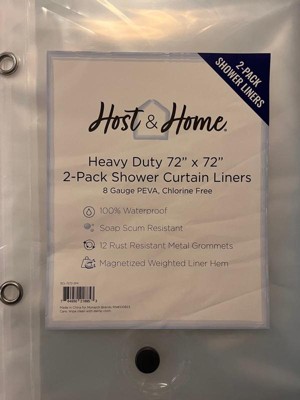 2-PACK
SHOWER LINERS
Host & Home®
Heavy Duty 72” x 72”
2-Pack Shower Curtain Liners
8 Gauge PEVA, Chlorine Free
100% Waterproof
Soap Scum Resistant
12 Rust Resistant Metal Grommets
Magnetized Weighted Liner Hem